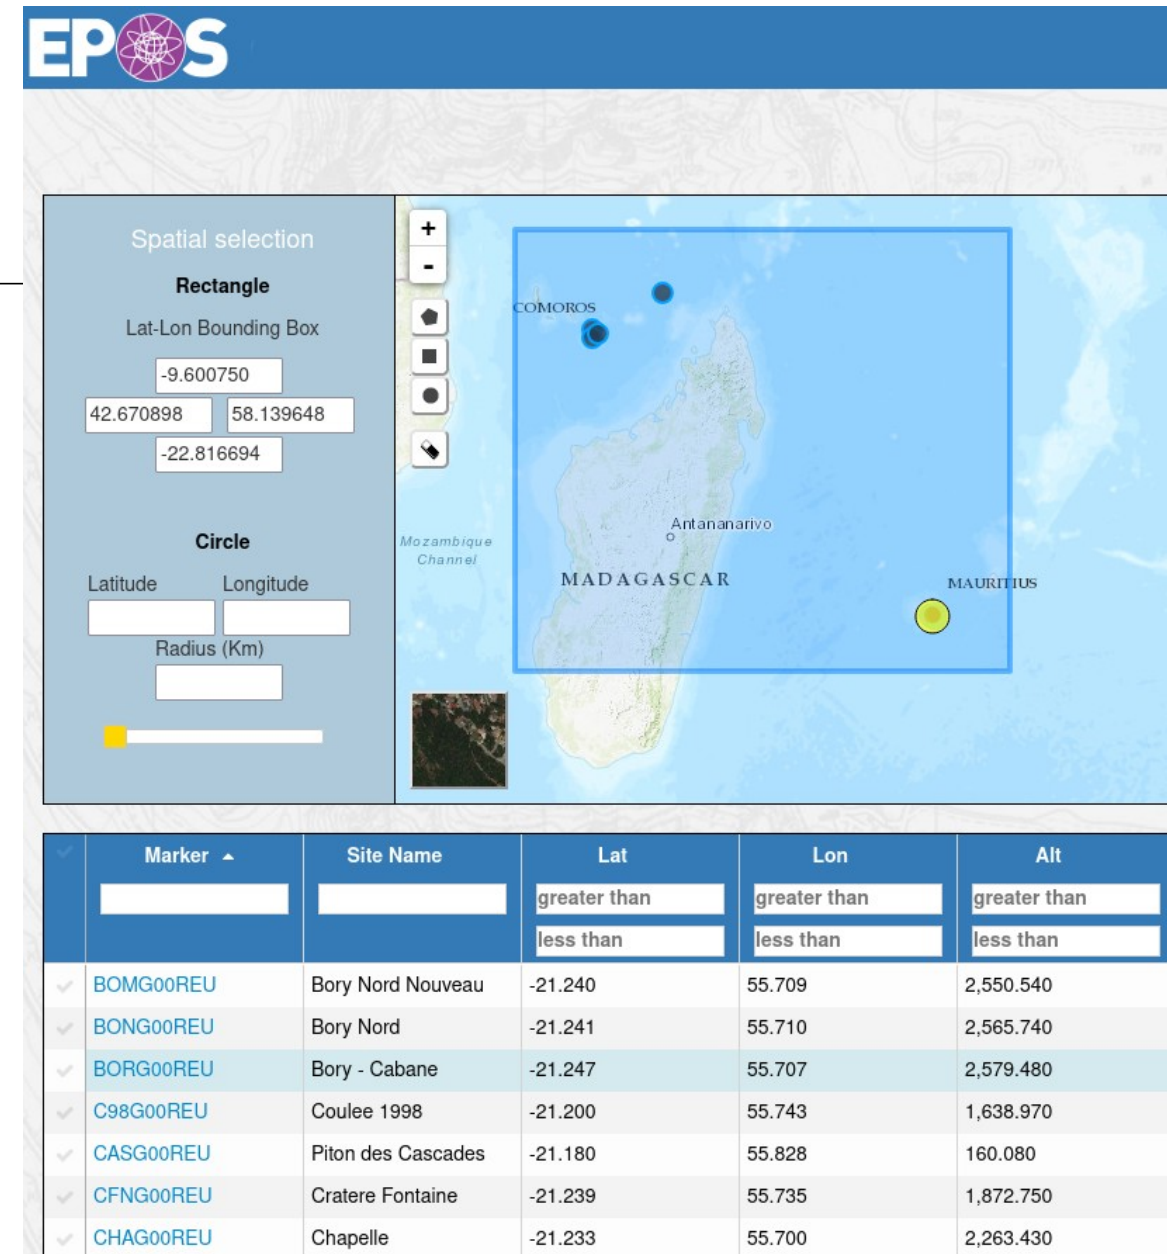 EPOS
Spatial selection
Rectangle
Lat-Lon Bounding Box
-9.600750
42.670898 58.139648
-22.816694
Circle
Latitude Longitude
Radius (Km)
+
-
COMOROS
Antananarivo
Mozambique
Channel
MADAGASCAR
MAURITIUS
Marker Site Name Lat Lon Alt
greater than greater than greater than
less than less than less than
BOMG00REU Bory Nord Nouveau -21.240 55.709 2,550.540
BONG00REU Bory Nord -21.241 55.710 2,565.740
BORG00REU Bory - Cabane -21.247 55.707 2,579.480
C98G00REU Coulee 1998 -21.200 55.743 1,638.970
CASG00REU Piton des Cascades -21.180 55.828 160.080
CFNG00REU Cratere Fontaine -21.239 55.735 1,872.750
CHAG00REU Chapelle -21.233 55.700 2,263.430